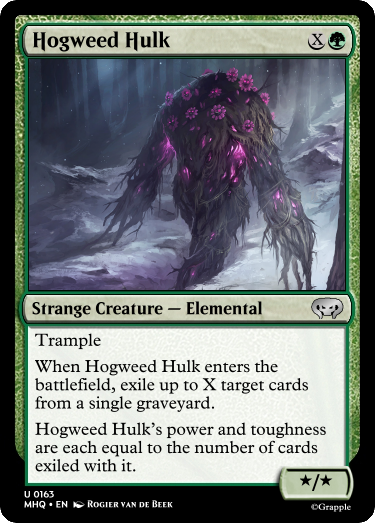 Hogweed Hulk X
Strange Creature — Elemental
Trample
When Hogweed Hulk enters the
battlefield, exile up to X target cards
from a single graveyard.
Hogweed Hulk's power and toughness
are each equal to the number of cards
exiled with it.
★/★
U 0163
MHQ • EN Rogier van de Beek
©Grapple